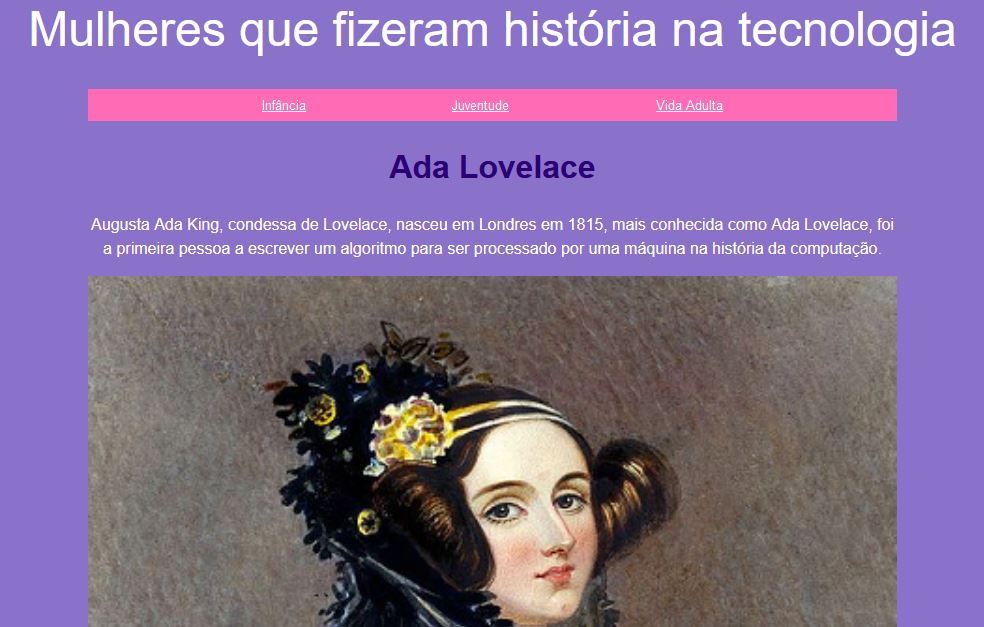 Mulheres que fizeram história na tecnologia
Infância
Juventude
Vida Adulta
Ada Lovelace
Augusta Ada King, condessa de Lovelace, nasceu em Londres em 1815, mais conhecida como Ada Lovelace, foi
a primeira pessoa a escrever um algoritmo para ser processado por uma máquina na história da computação.